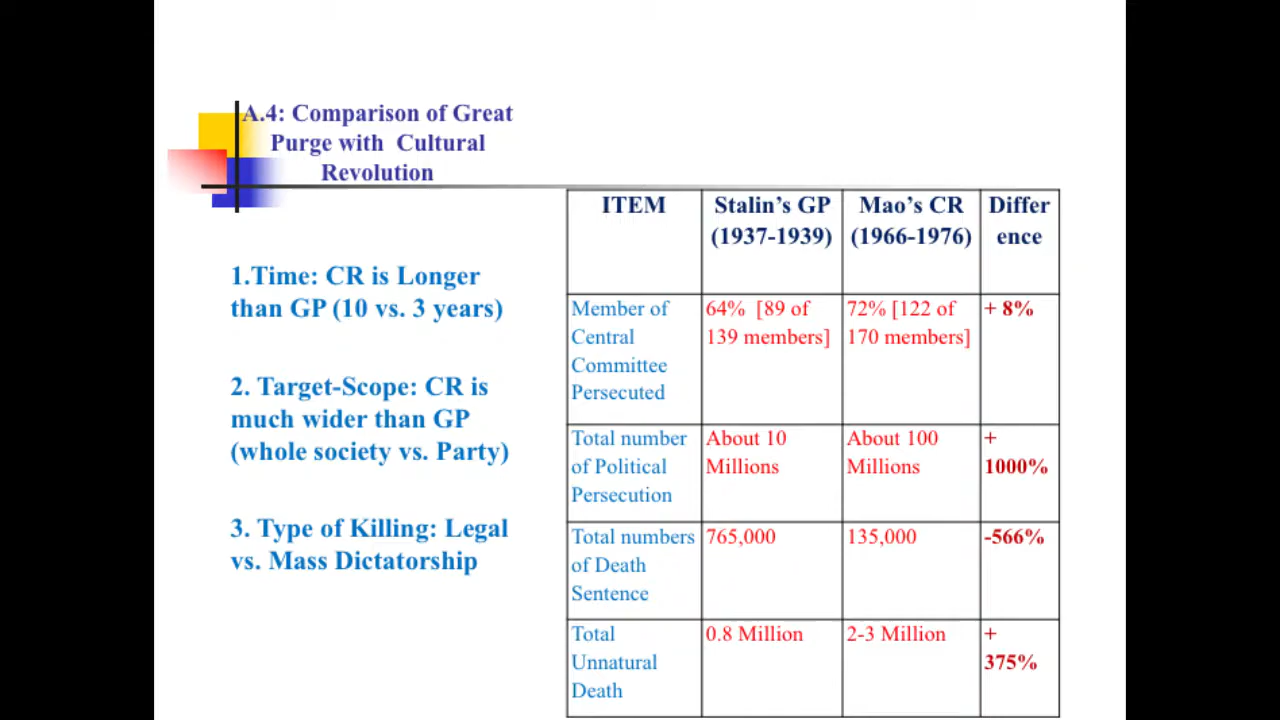 A.4: Comparison of Great
Purge with Cultural
Revolution
1.Time: CR is Longer
than GP (10 vs. 3 years)
2. Target-Scope: CR is
much wider than GP
(whole society vs. Party)
3. Type of Killing: Legal
vs. Mass Dictatorship
ITEM
Stalin’s GP
(1937-1939)
Mao’s CR
(1966-1976)
Differ
ence
Member of
Central
Committee
Persecuted
64% [89 of
139 members]
72% [122 of
170 members]
+ 8%
Total number
of Political
Persecution
About 10
Millions
About 100
Millions
+
1000%
Total numbers
of Death
Sentence
765,000
135,000
-566%
Total
Unnatural
Death
0.8 Million
2-3 Million
+
375%